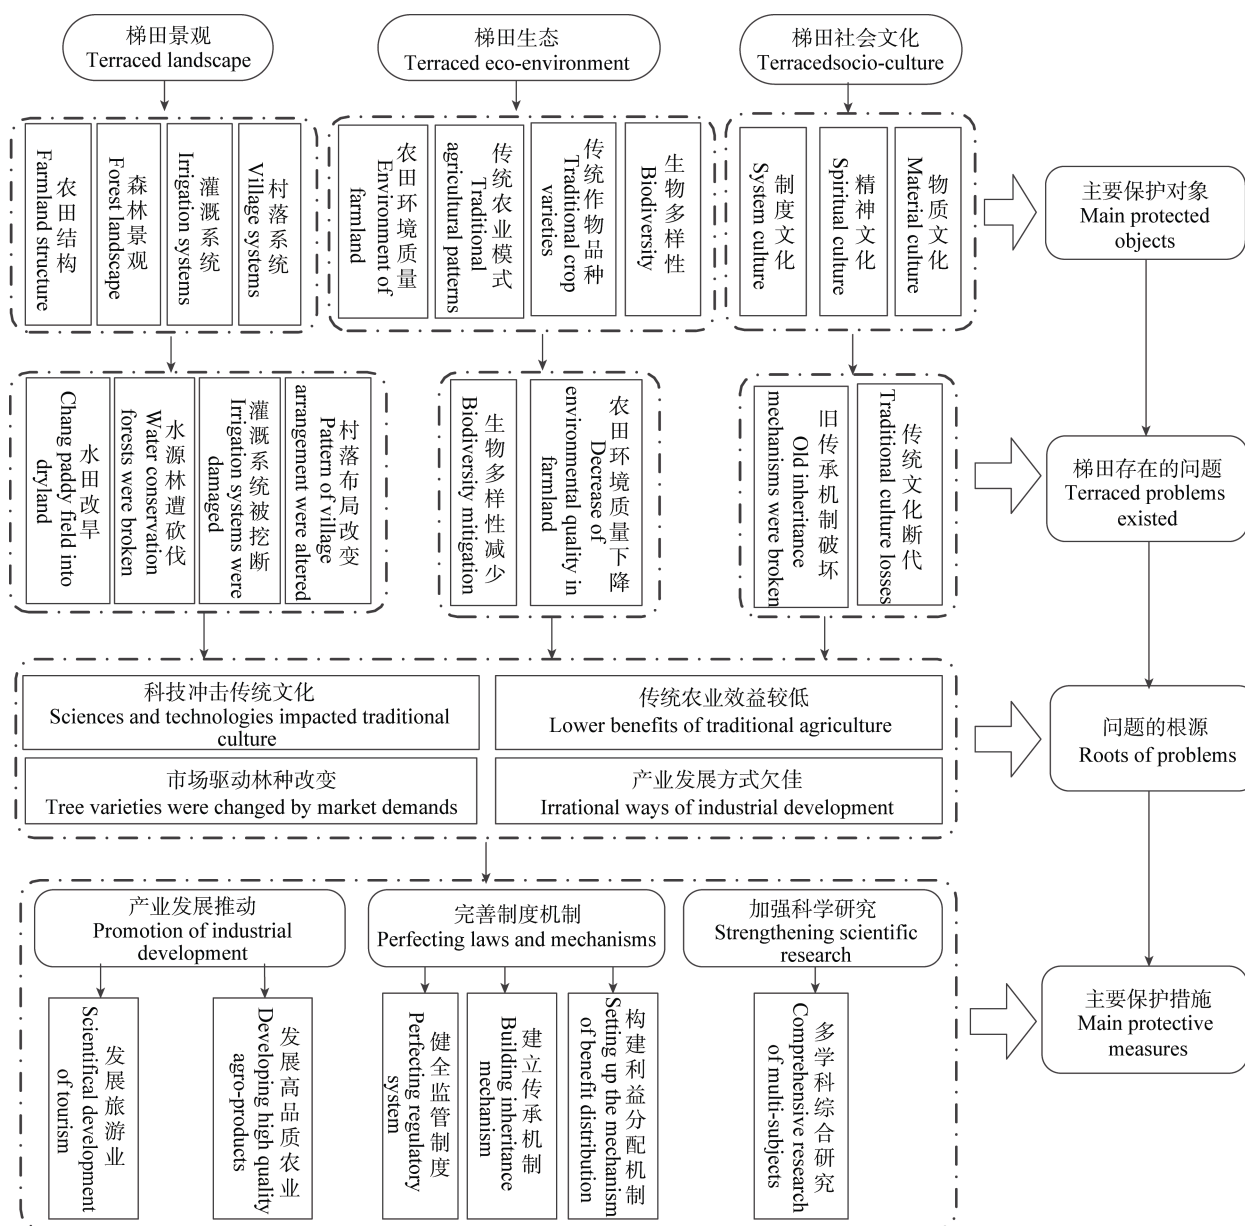 梯田景观
Terraced landscape
梯田生态
Terraced eco-environment
梯田社会文化
Terracedsocio-culture
农田结构
Farmland structure
森林景观
Forest landscape
灌溉系统
Irrigation systems
村落系统
Village systems
农田环境质量
Environment of
farmland
传统农业模式
Traditional
agricultural patterns
传统作物品种
Traditional crop
varieties
生物多样性
Biodiversity
制度文化
System culture
精神文化
Spiritual culture
物质文化
Material culture
主要保护对象
Main protected
objects
水田改旱
Chang paddy field into
dryland
水源林遭砍伐
Water conservation
forests were broken
灌溉系统被挖断
Irrigation systems were
damaged
村落布局改变
Pattern of village
arrangement were altered
生物多样性减少
Biodiversity mitigation
农田环境质量下降
Decrease of
environmental quality in
farmland
旧传承机制破坏
Old inheritance
mechanisms were broken
传统文化断代
Traditional culture losses
梯田存在的问题
Terraced problems
existed
科技冲击传统文化
Sciences and technologies impacted traditional
culture
传统农业效益较低
Lower benefits of traditional agriculture
市场驱动林种改变
Tree varieties were changed by market demands
产业发展方式欠佳
Irrational ways of industrial development
问题的根源
Roots of problems
产业发展推动
Promotion of industrial
development
完善制度机制
Perfecting laws and mechanisms
加强科学研究
Strengthening scientific
research
发展旅游业
Scientifical development
of tourism
发展高品质农业
Developing high quality
agro-products
健全监管制度
Perfecting regulatory
system
建立传承机制
Building inheritance
mechanism
构建利益分配机制
Setting up the mechanism
of benefit distribution
多学科综合研究
Comprehensive research
of multi-subjects
主要保护措施
Main protective
measures